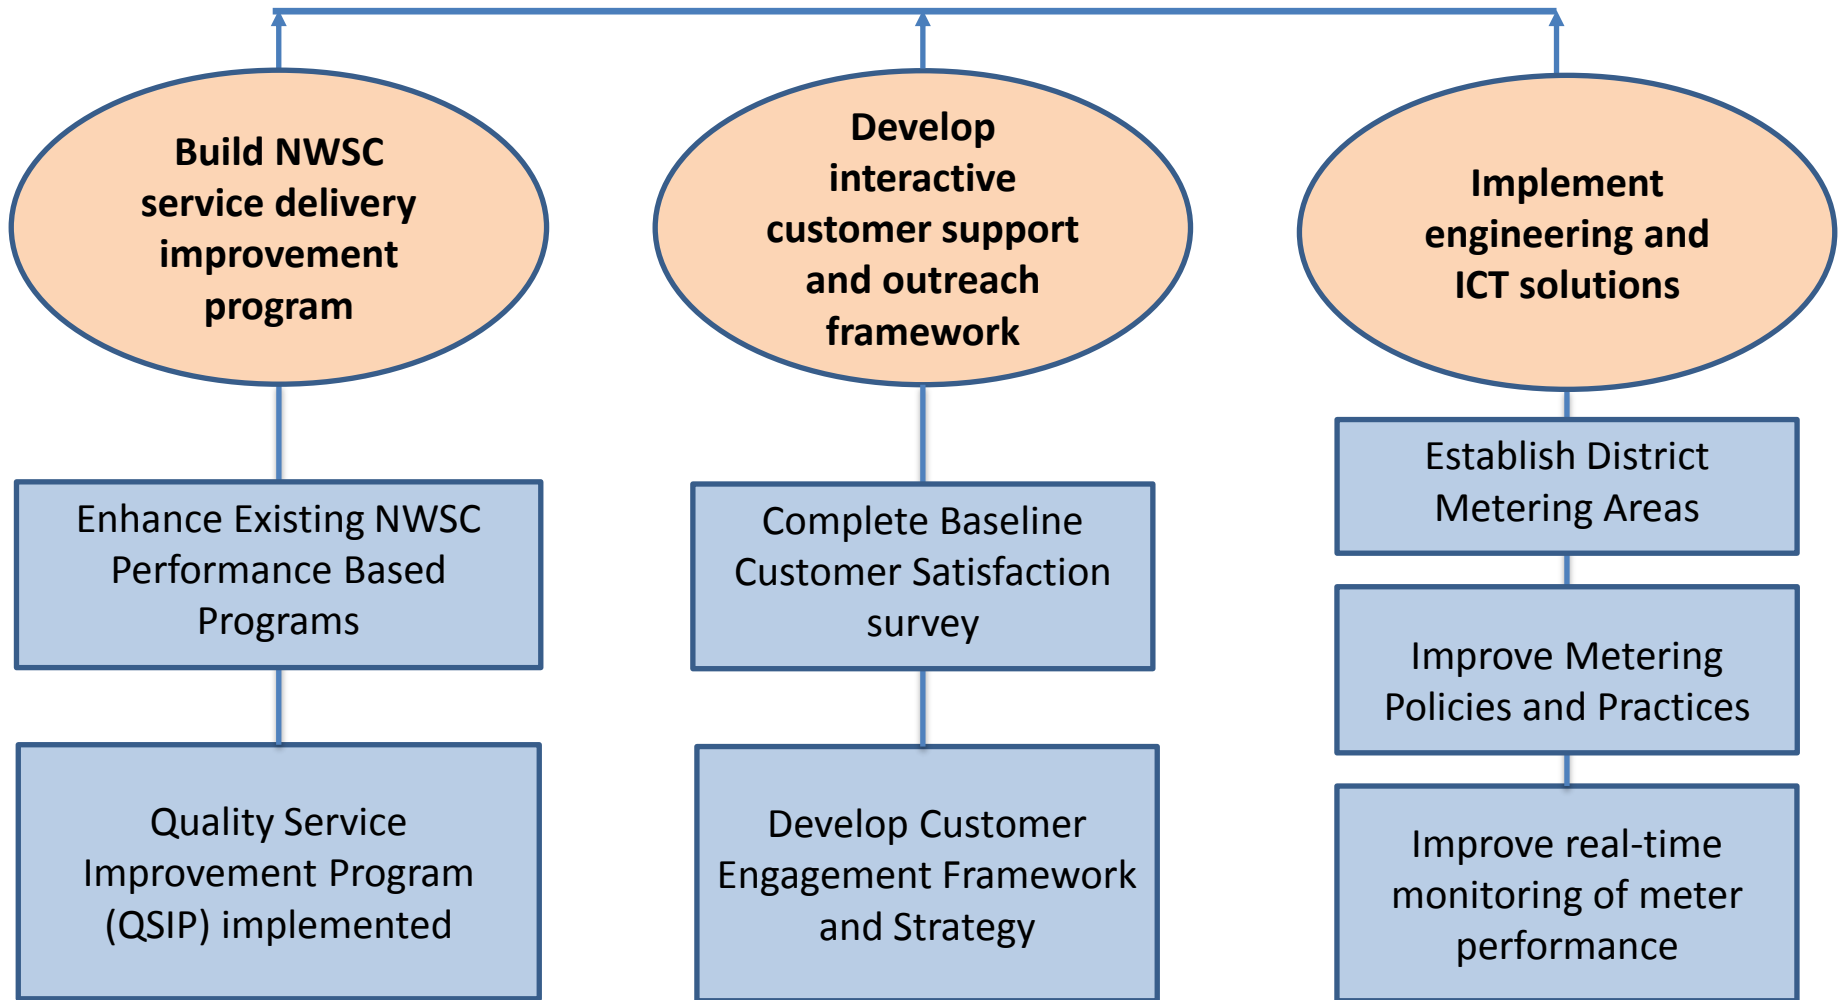 Build NWSC
service delivery
improvement
program
Develop
interactive
customer support
and outreach
framework
Implement
engineering and
ICT solutions
Enhance Existing NWSC
Performance Based
Programs
Complete Baseline
Customer Satisfaction
survey
Establish District
Metering Areas
Improve Metering
Policies and Practices
Quality Service
Improvement Program
(QSIP) implemented
Develop Customer
Engagement Framework
and Strategy
Improve real-time
monitoring of meter
performance